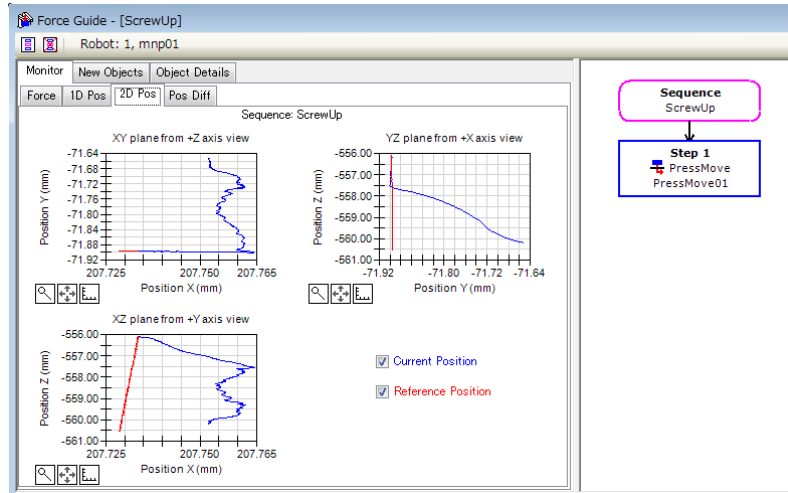 Force Guide - [ScrewUp]
Robot: 1, mnp01
Monitor New Objects Object Details
Force 1D Pos 2D Pos Pos Diff
Sequence: ScrewUp
XY plane from +Z axis view
Position Y (mm)
-71.64
-71.68
-71.72
-71.76
-71.80
-71.84
-71.88
-71.92
207.725 207.750 207.765
Position X (mm)
YZ plane from +X axis view
Position Z (mm)
-556.00
-557.00
-558.00
-559.00
-560.00
-561.00
-71.92 -71.80 -71.72 -71.64
Position Y (mm)
XZ plane from +Y axis view
Position Z (mm)
-556.00
-557.00
-558.00
-559.00
-560.00
-561.00
207.725 207.750 207.765
Position X (mm)
Current Position
Reference Position
Sequence
ScrewUp
Step 1
PressMove
PressMove01